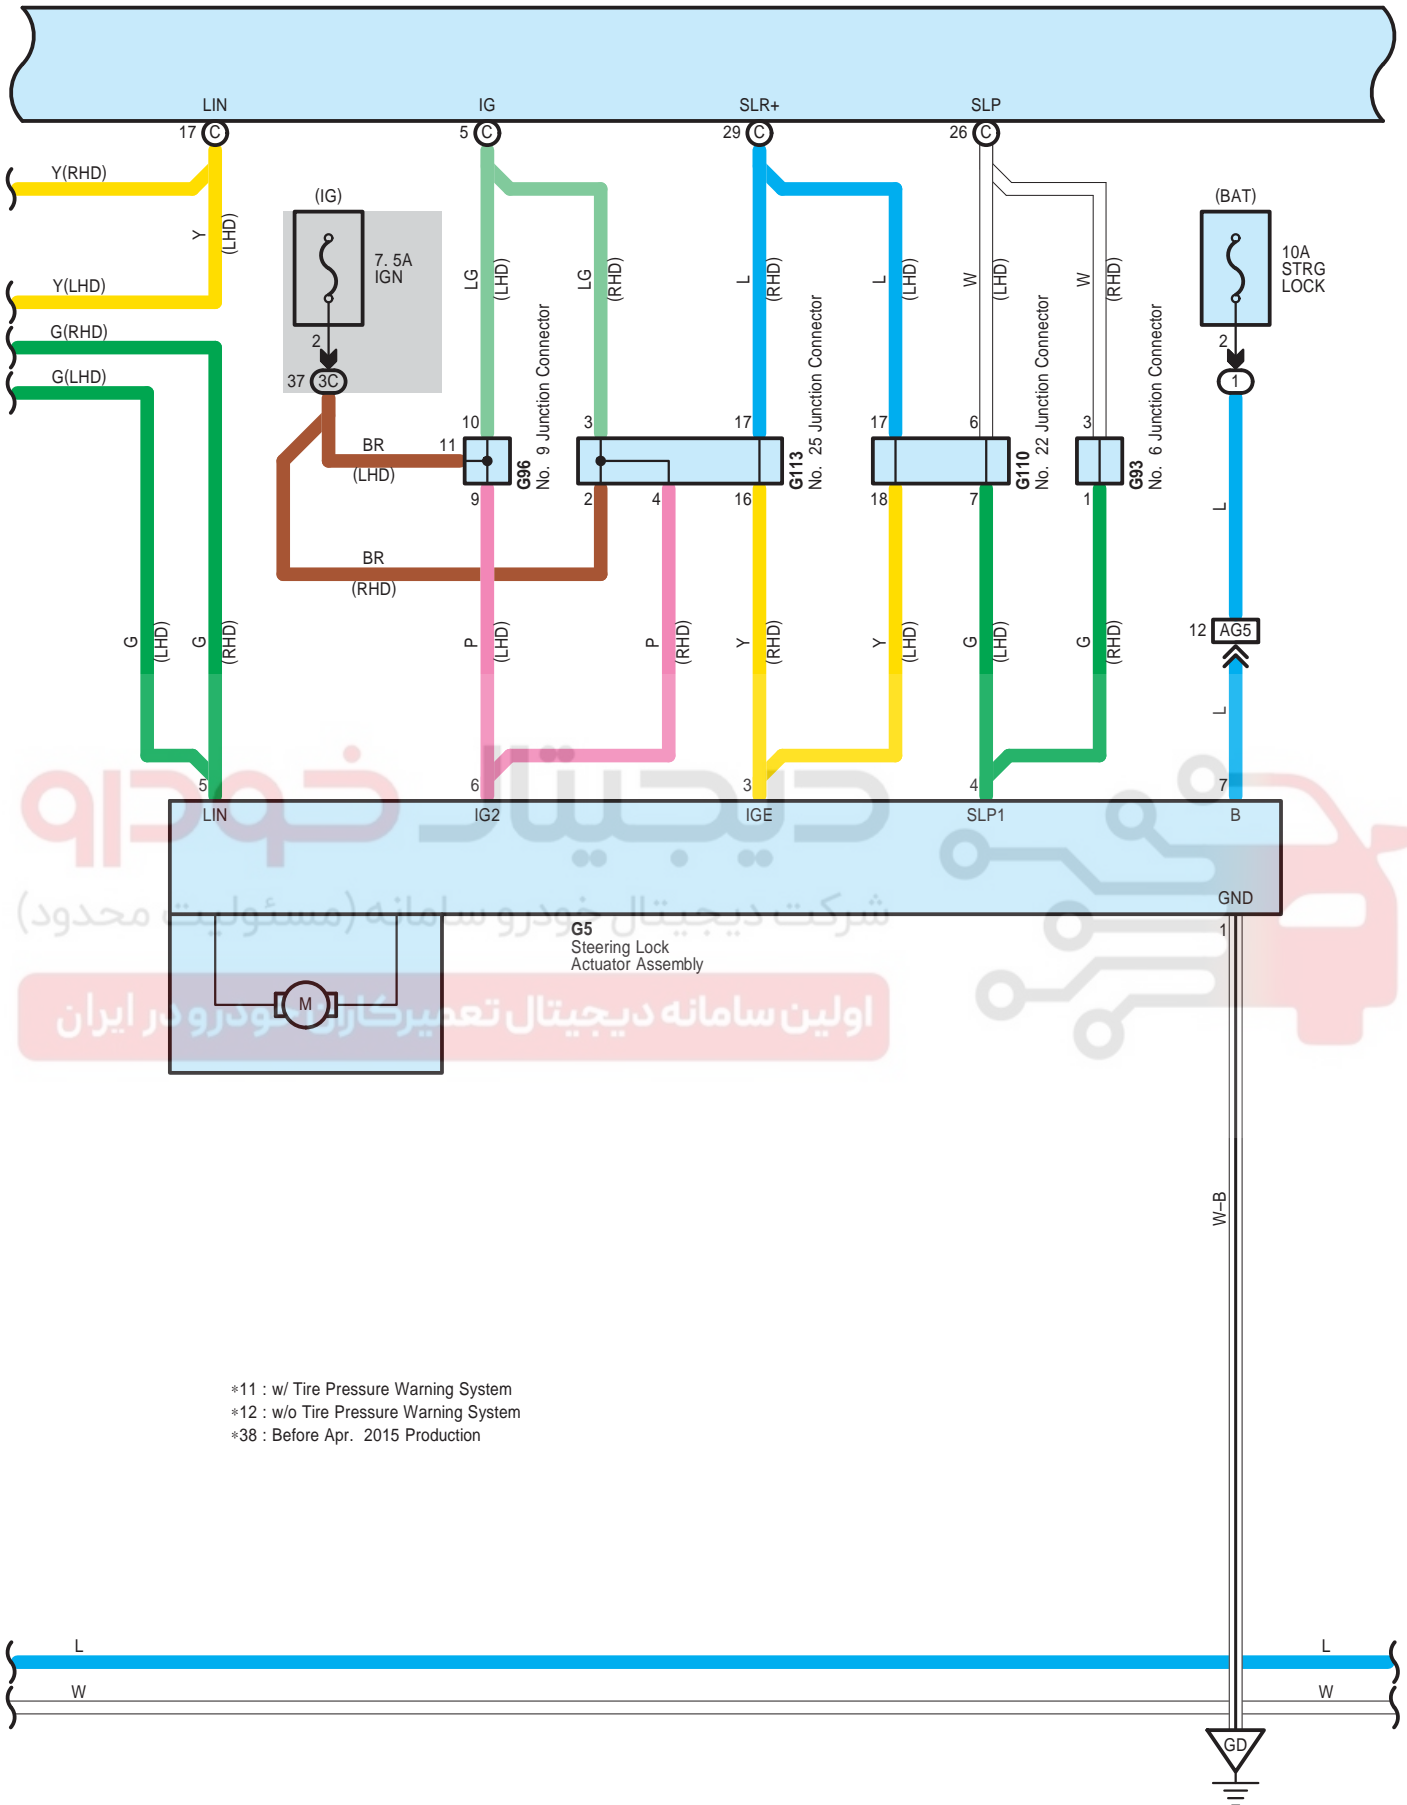 LIN IG SLR+ SLP
17 C 5 C 29 C 26 C
Y(RHD)
(IG) (BAT)
Y (LHD)
7. 5A
IGN
LG (LHD)
LG (RHD)
L (RHD)
L (LHD)
W (LHD)
W (RHD)
10A
STRG
LOCK
Y(LHD)
G(RHD)
G(LHD)
2
37 3C
2
1
10 3 17 17 6 3
11
BR
(LHD)
G96
No. 9 Junction Connector
G113
No. 25 Junction Connector
G110
No. 22 Junction Connector
G93
No. 6 Junction Connector
9 2 4 16 18 7 1
L
BR
(RHD)
G (LHD)
G (RHD)
P (LHD)
P (RHD)
Y (RHD)
Y (LHD)
G (LHD)
G (RHD)
12 AG5
L
دیجیتال خودرو
5 6 3 4 7
LIN IG2 IGE SLP1 B
GND
شرکت دیجیتال خودرو سامانه (مسئولیت محدود)
G5
Steering Lock
Actuator Assembly
1
M
اولین سامانه دیجیتال تعمیرکاران خودرو در ایران
W–B
*11 : w/ Tire Pressure Warning System
*12 : w/o Tire Pressure Warning System
*38 : Before Apr. 2015 Production
L L
W W
GD